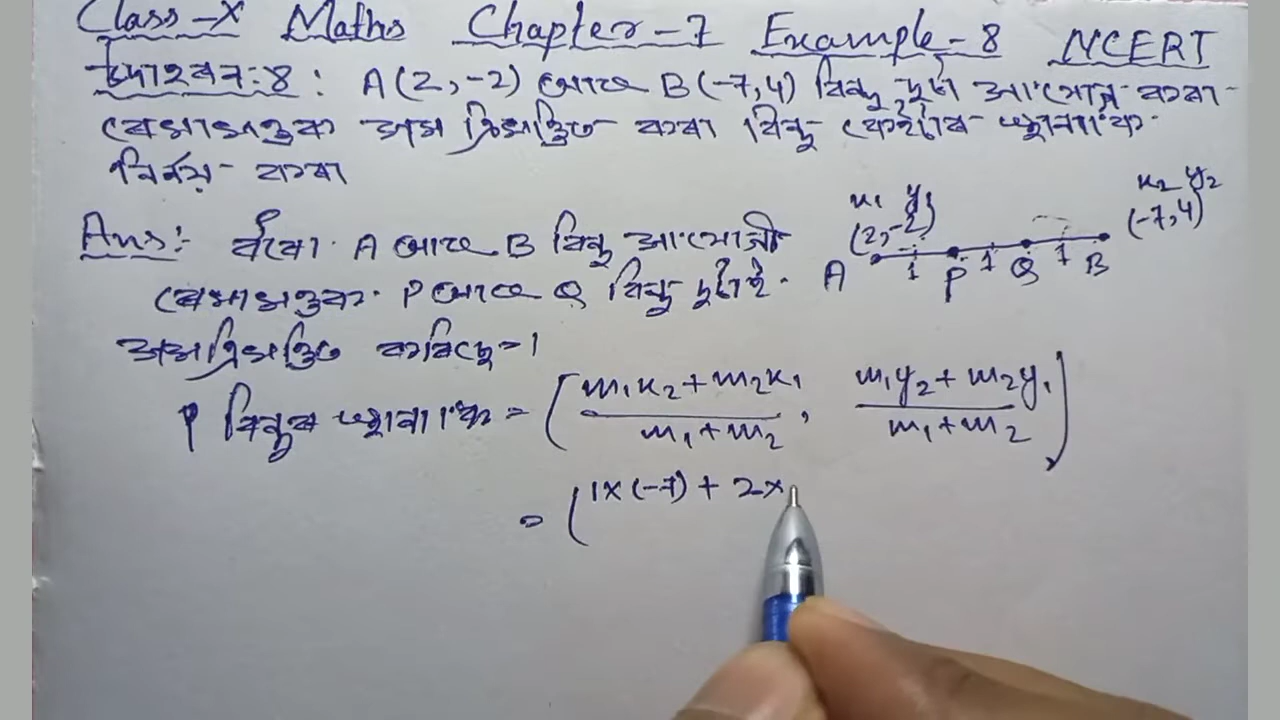 Class-X Maths Chapter-7 Example-8 NCERT
উদাহৰণ:8: A(2,-2) আৰু B(-7,4) বিন্দু দুটা সংযোগ কৰা
ৰেখাখণ্ডক সম ত্ৰিখণ্ডিত কৰা বিন্দু কেইটাৰ স্থানাংক
নিৰ্ণয় কৰা
x₁ y₁
(2,-2)
x₂ y₂
(-7,4)
A 1 P 1 Q 1 B
Ans:- ধৰো A আৰু B বিন্দু সংযোগী
ৰেখাখণ্ডক P আৰু Q বিন্দু দুটাই
সমত্ৰিখণ্ডিত কৰিছে।
P বিন্দুৰ স্থানাংক = (m₁x₂+m₂x₁/m₁+m₂, m₁y₂+m₂y₁/m₁+m₂)
= (1×(-7) + 2×